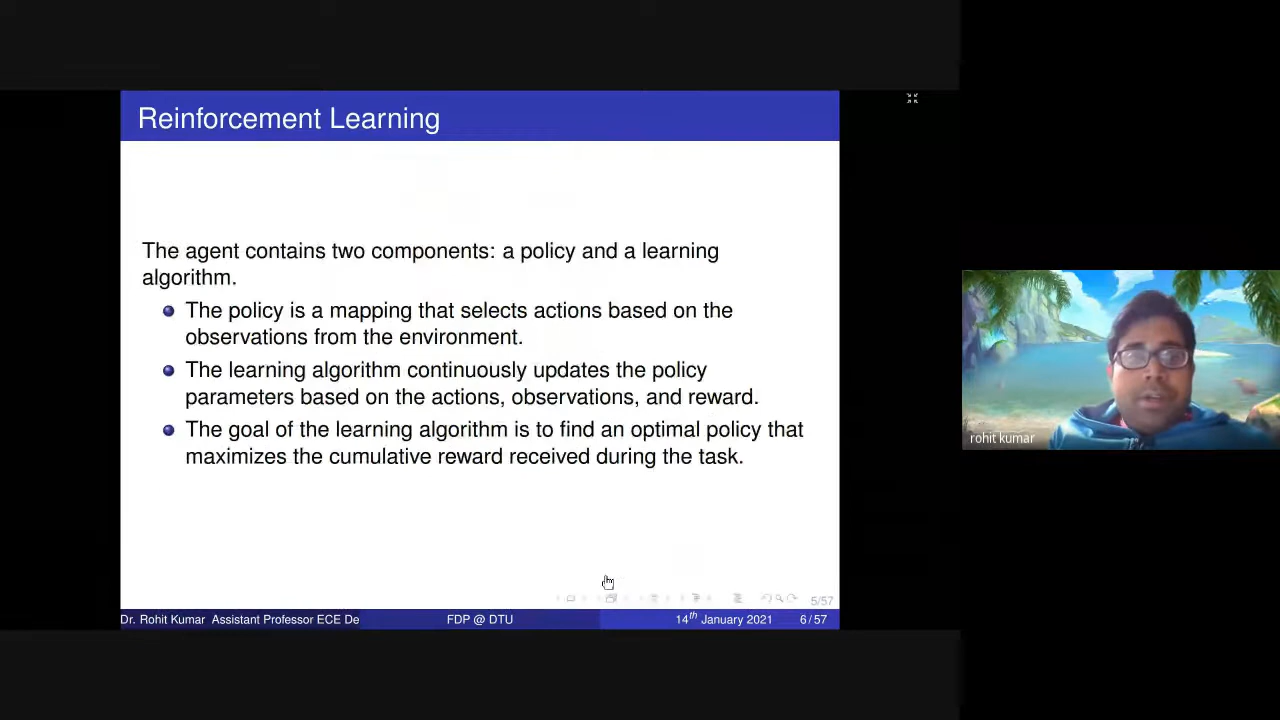 Reinforcement Learning
The agent contains two components: a policy and a learning
algorithm.
The policy is a mapping that selects actions based on the
observations from the environment.
The learning algorithm continuously updates the policy
parameters based on the actions, observations, and reward.
The goal of the learning algorithm is to find an optimal policy that
maximizes the cumulative reward received during the task.
5/57
Dr. Rohit Kumar Assistant Professor ECE De
FDP @ DTU
14th January 2021
6/57
rohit kumar